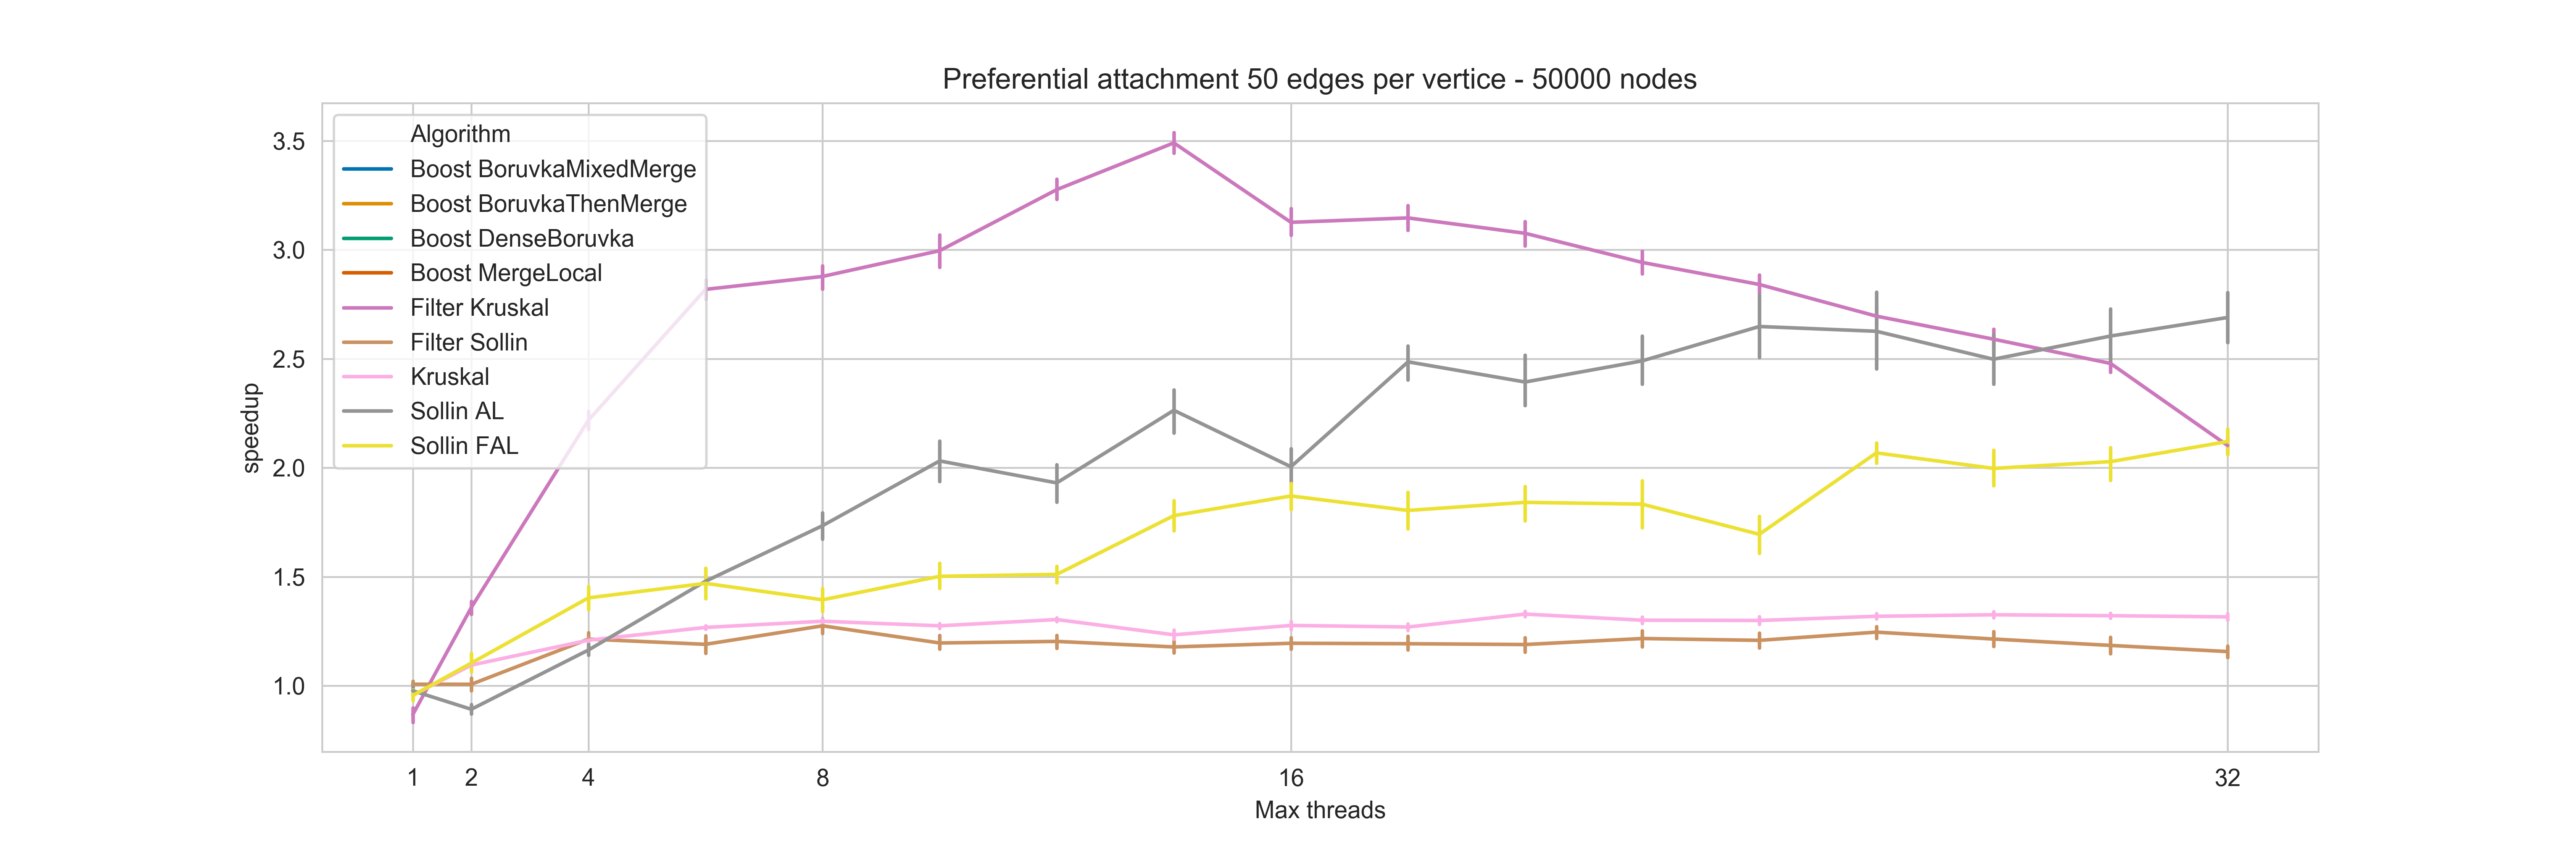 Preferential attachment 50 edges per vertice - 50000 nodes
Algorithm
Boost BoruvkaMixedMerge
Boost BoruvkaThenMerge
Boost DenseBoruvka
Boost MergeLocal
Filter Kruskal
Filter Sollin
Kruskal
Sollin AL
Sollin FAL
speedup
3.5
3.0
2.5
2.0
1.5
1.0
1 2 4 8 16 32
Max threads